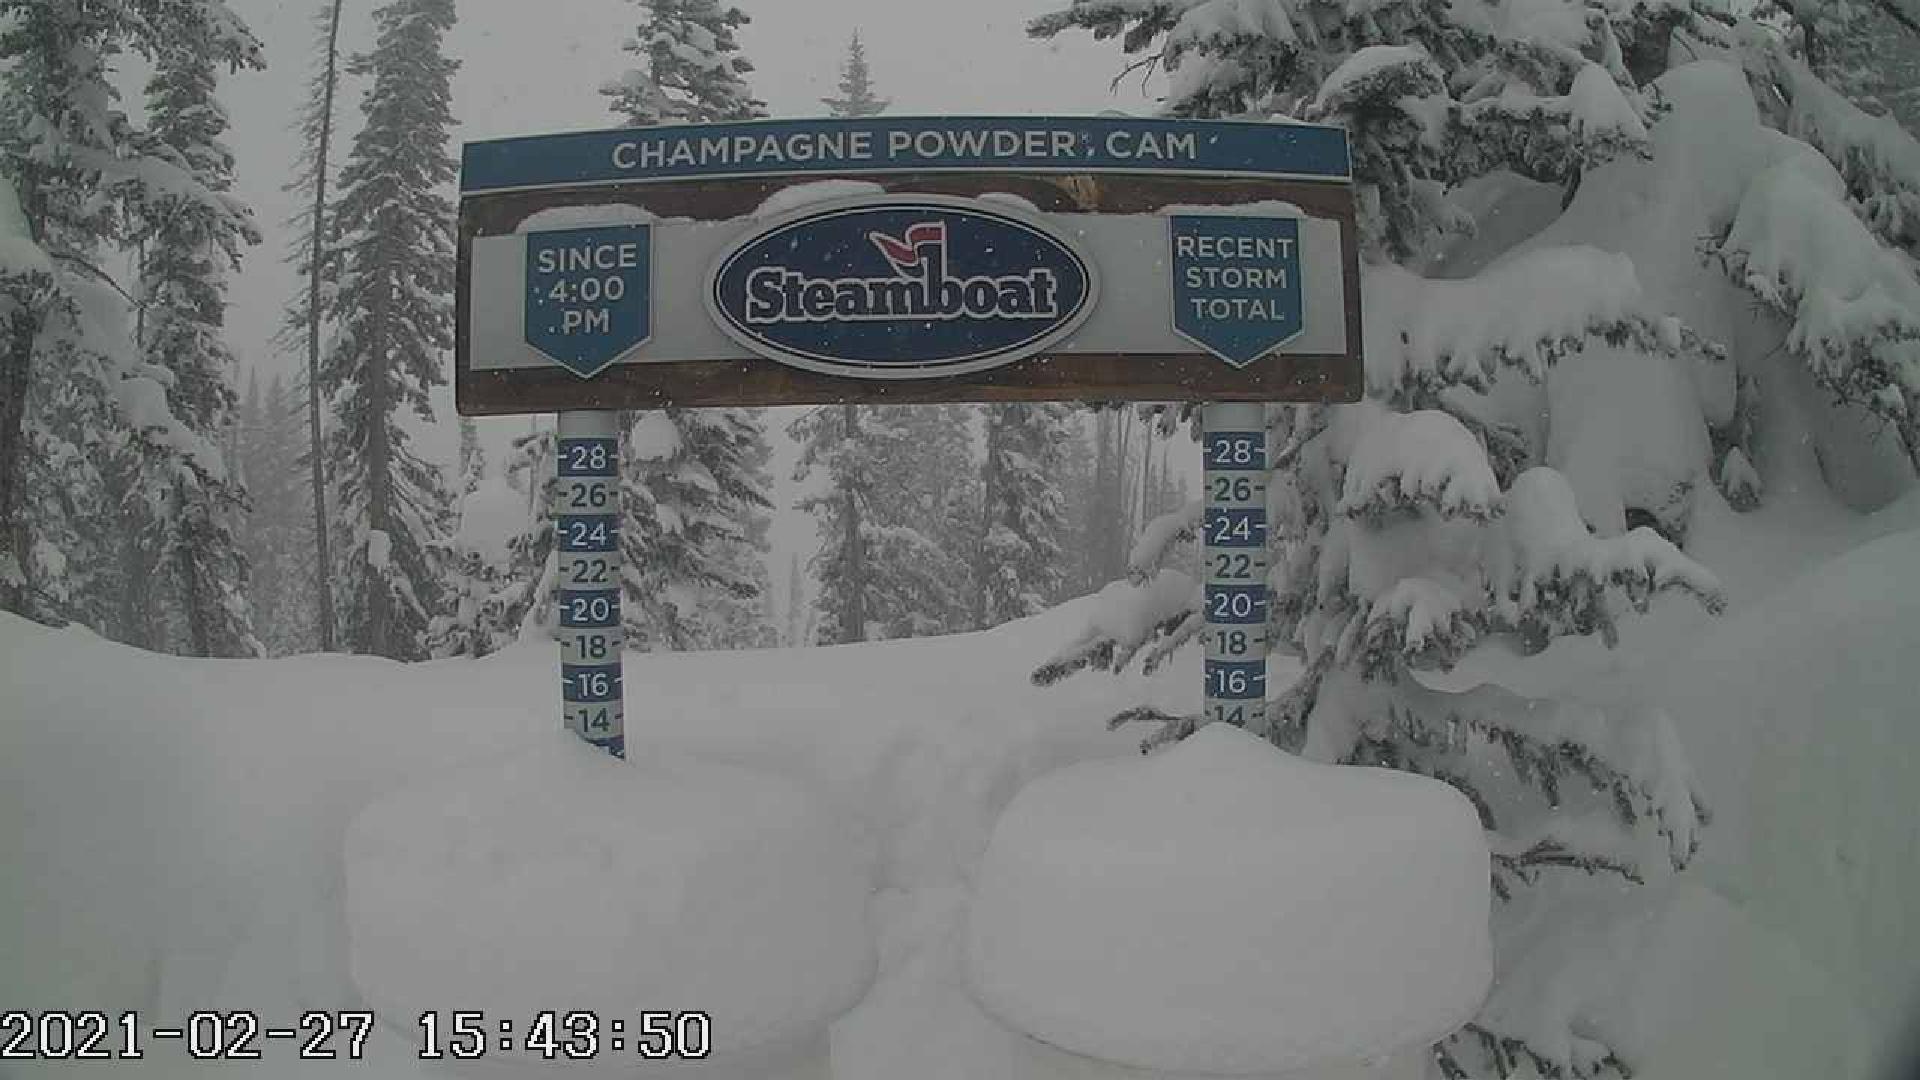 CHAMPAGNE POWDER® CAM
SINCE
4:00
PM
Steamboat
RECENT
STORM
TOTAL
28
26
24
22
20
18
16
14
28
26
24
22
20
18
16
14
2021-02-27 15:43:50